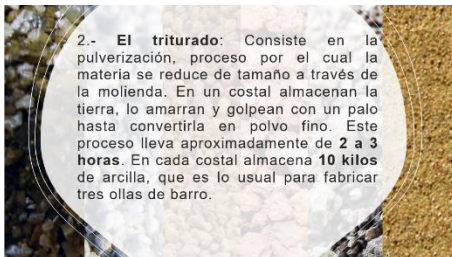 2.- El triturado: Consiste en la
pulverización, proceso por el cual la
materia se reduce de tamaño a través de
la molienda. En un costal almacenan la
tierra, lo amarran y golpean con un palo
hasta convertirla en polvo fino. Este
proceso lleva aproximadamente de 2 a 3
horas. En cada costal almacena 10 kilos
de arcilla, que es lo usual para fabricar
tres ollas de barro.